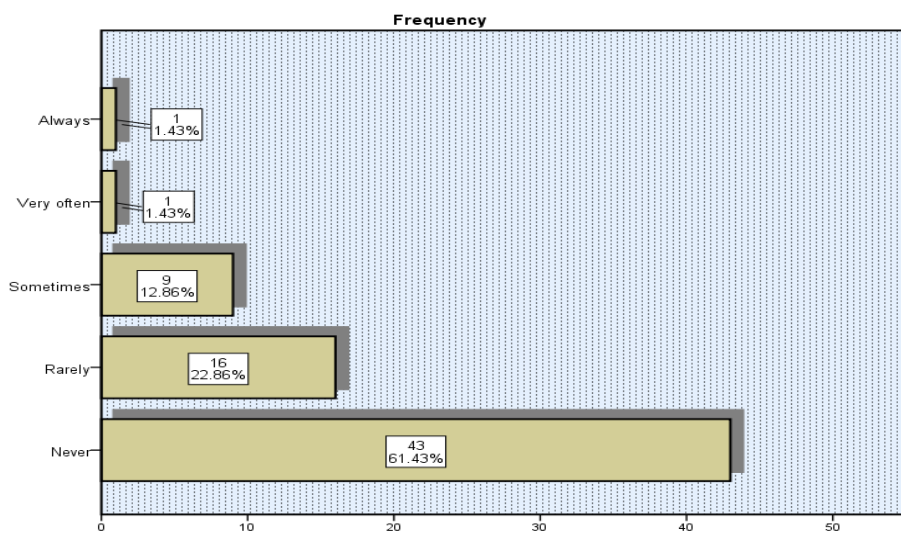 Frequency
Always
1
1.43%
Very often
1
1.43%
Sometimes
9
12.86%
Rarely
16
22.86%
Never
43
61.43%
0 10 20 30 40 50